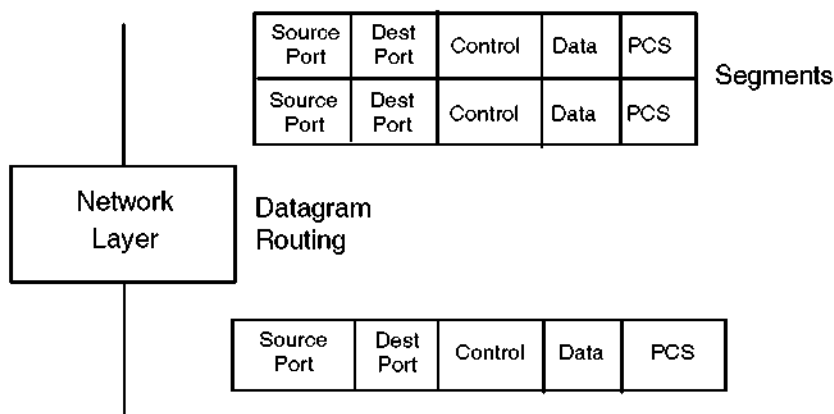 Source Port
Dest Port
Control
Data
PCS
Source Port
Dest Port
Control
Data
PCS
Segments
Network
Layer
Datagram
Routing
Source Port
Dest Port
Control
Data
PCS